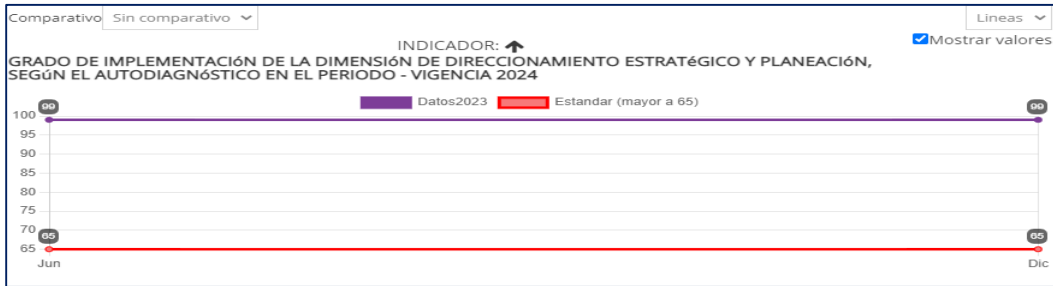 Comparativo Sin comparativo Lineas
INDICADOR: Mostrar valores
GRADO DE IMPLEMENTACIóN DE LA DIMENSIóN DE DIRECCIONAMIENTO ESTRATéGICO Y PLANEACIóN,
SEGúN EL AUTODIAGNóSTICO EN EL PERIODO - VIGENCIA 2024
Datos2023 Estandar (mayor a 65)
99 99
100
95
90
85
80
75
70
65 65
65
Jun Dic